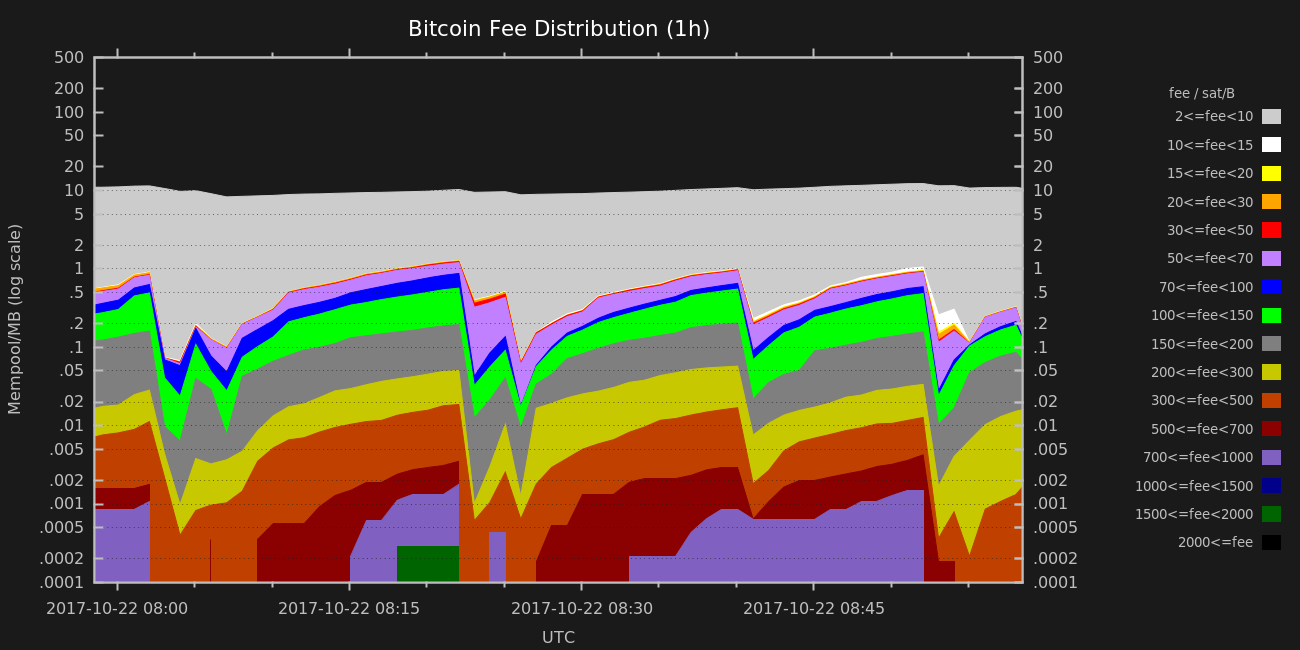 Bitcoin Fee Distribution (1h)
500 500
200 200
100 100
50 50
20 20
10 10
5 5
2 2
1 1
.5 .5
.2 .2
.1 .1
.05 .05
.02 .02
.01 .01
.005 .005
.002 .002
.001 .001
.0005 .0005
.0002 .0002
.0001 .0001
Mempool/MB (log scale)
2017-10-22 08:00 2017-10-22 08:15 2017-10-22 08:30 2017-10-22 08:45
UTC
fee / sat/B
2<=fee<10
10<=fee<15
15<=fee<20
20<=fee<30
30<=fee<50
50<=fee<70
70<=fee<100
100<=fee<150
150<=fee<200
200<=fee<300
300<=fee<500
500<=fee<700
700<=fee<1000
1000<=fee<1500
1500<=fee<2000
2000<=fee